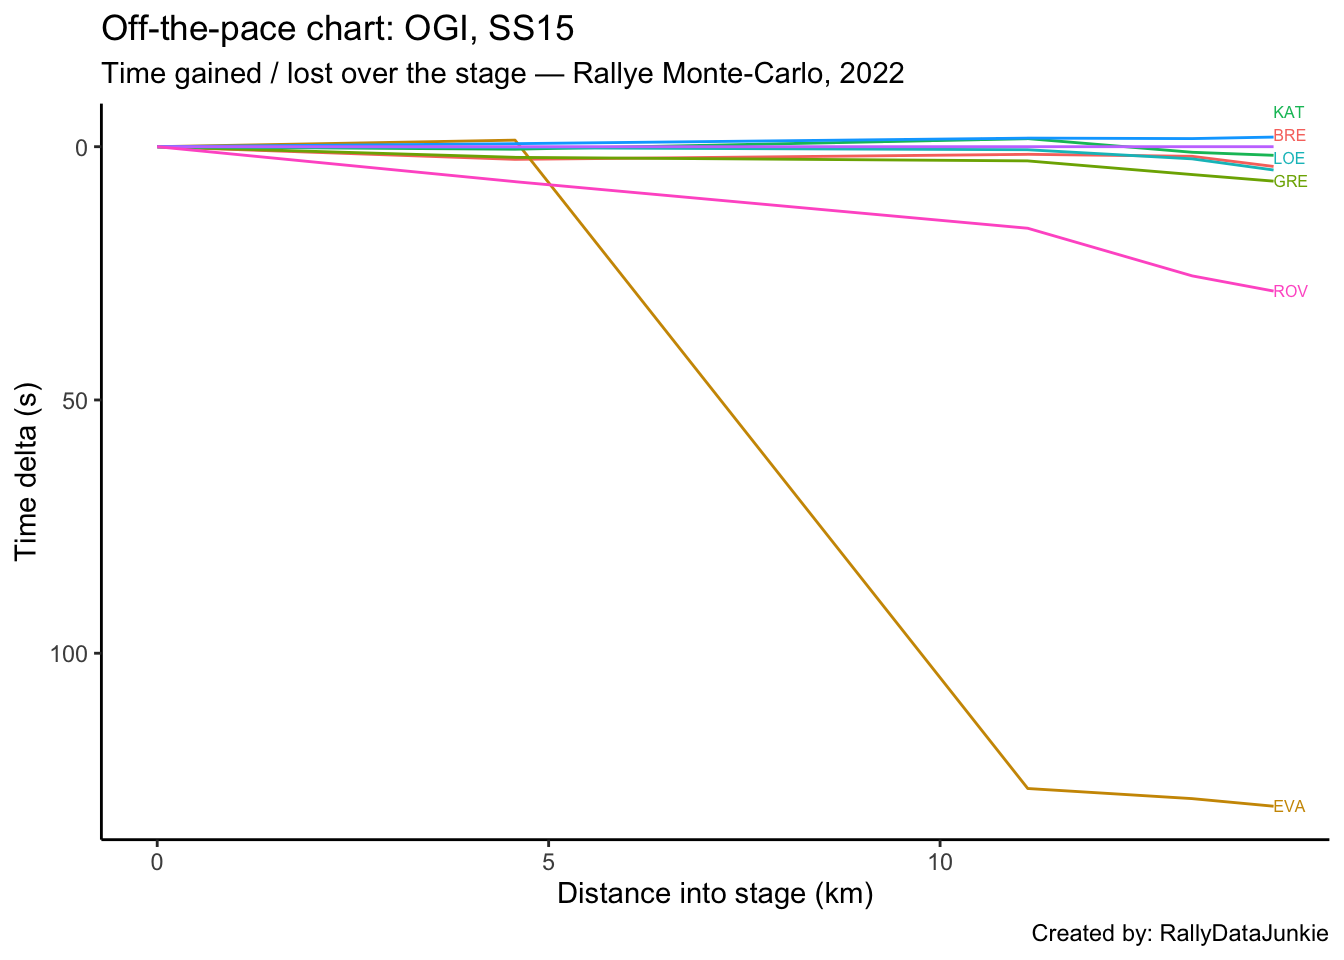 Off-the-pace chart: OGI, SS15
Time gained / lost over the stage — Rallye Monte-Carlo, 2022
KAT
0
BRE
LOE
GRE
ROV
50
Time delta (s)
100
EVA
0 5 10
Distance into stage (km)
Created by: RallyDataJunkie